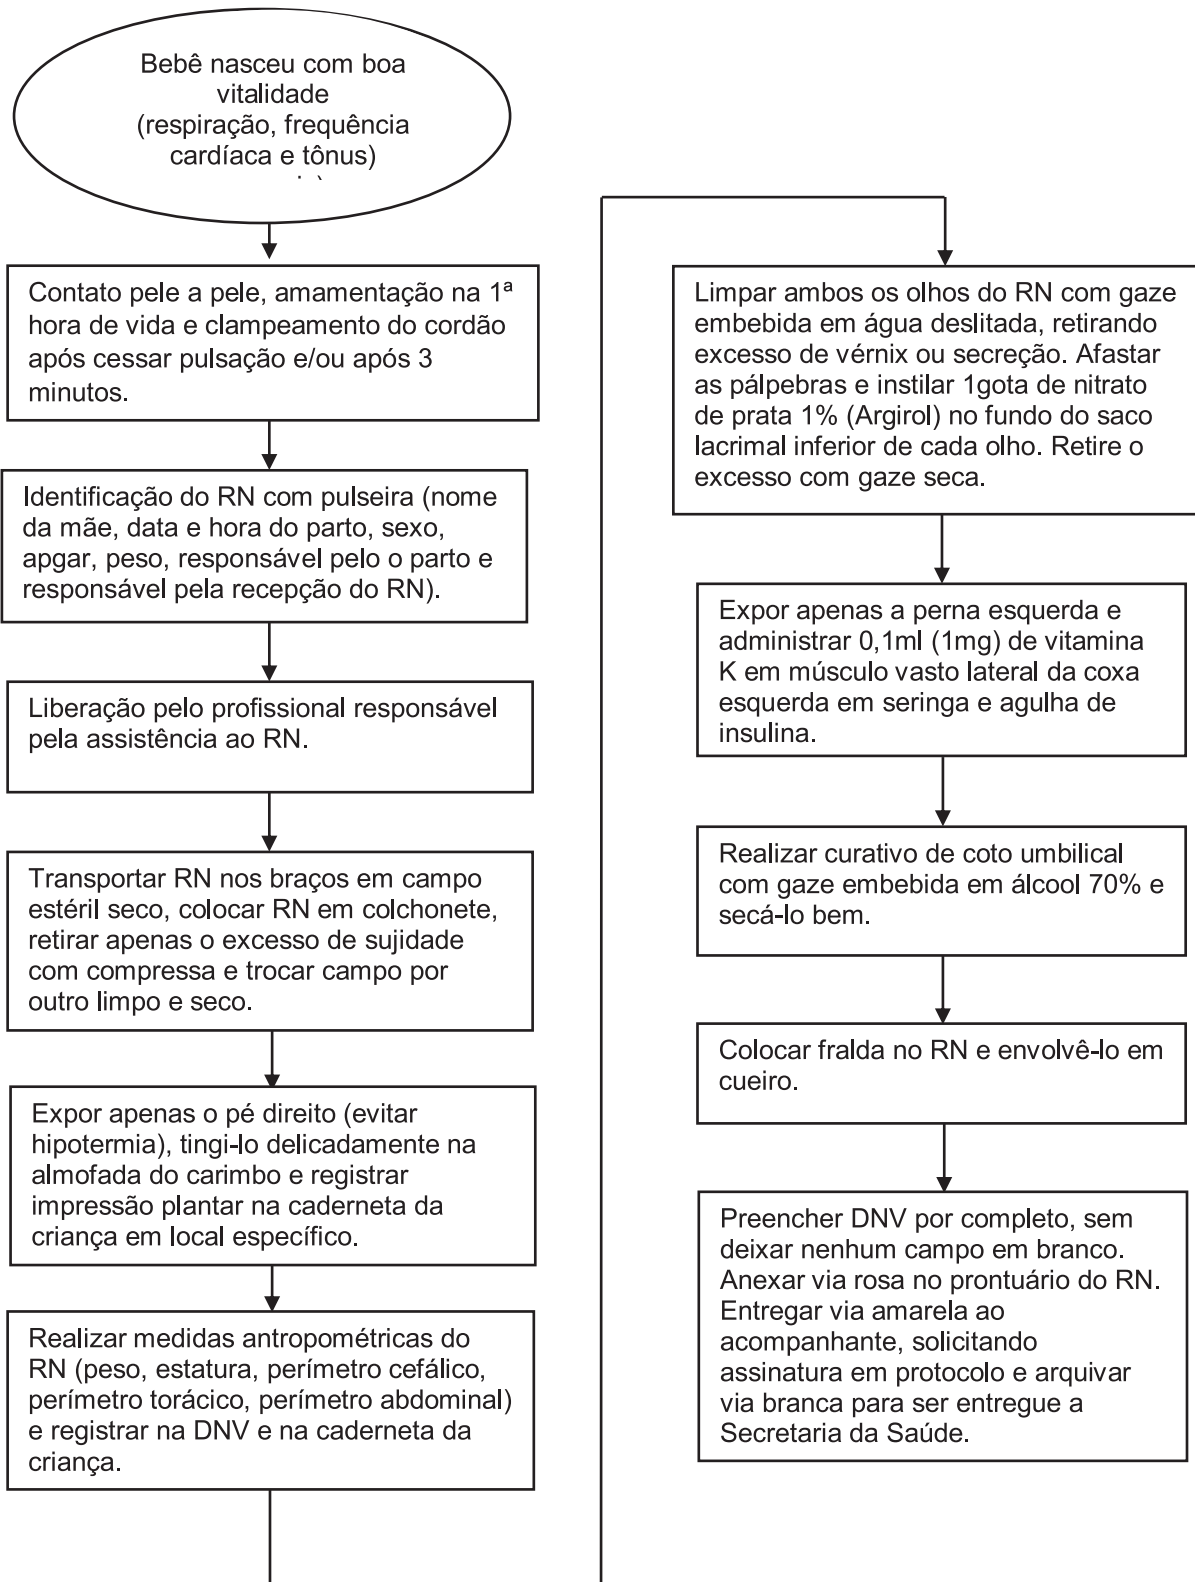 Bebê nasceu com boa
vitalidade
(respiração, frequência
cardíaca e tônus)
Contato pele a pele, amamentação na 1ª
hora de vida e clampeamento do cordão
após cessar pulsação e/ou após 3
minutos.
Identificação do RN com pulseira (nome
da mãe, data e hora do parto, sexo,
apgar, peso, responsável pelo o parto e
responsável pela recepção do RN).
Liberação pelo profissional responsável
pela assistência ao RN.
Transportar RN nos braços em campo
estéril seco, colocar RN em colchonete,
retirar apenas o excesso de sujidade
com compressa e trocar campo por
outro limpo e seco.
Expor apenas o pé direito (evitar
hipotermia), tingi-lo delicadamente na
almofada do carimbo e registrar
impressão plantar na caderneta da
criança em local específico.
Realizar medidas antropométricas do
RN (peso, estatura, perímetro cefálico,
perímetro torácico, perímetro abdominal)
e registrar na DNV e na caderneta da
criança.
Limpar ambos os olhos do RN com gaze
embebida em água deslitada, retirando
excesso de vérnix ou secreção. Afastar
as pálpebras e instilar 1gota de nitrato
de prata 1% (Argirol) no fundo do saco
lacrimal inferior de cada olho. Retire o
excesso com gaze seca.
Expor apenas a perna esquerda e
administrar 0,1ml (1mg) de vitamina
K em músculo vasto lateral da coxa
esquerda em seringa e agulha de
insulina.
Realizar curativo de coto umbilical
com gaze embebida em álcool 70% e
secá-lo bem.
Colocar fralda no RN e envolvê-lo em
cueiro.
Preencher DNV por completo, sem
deixar nenhum campo em branco.
Anexar via rosa no prontuário do RN.
Entregar via amarela ao
acompanhante, solicitando
assinatura em protocolo e arquivar
via branca para ser entregue a
Secretaria da Saúde.